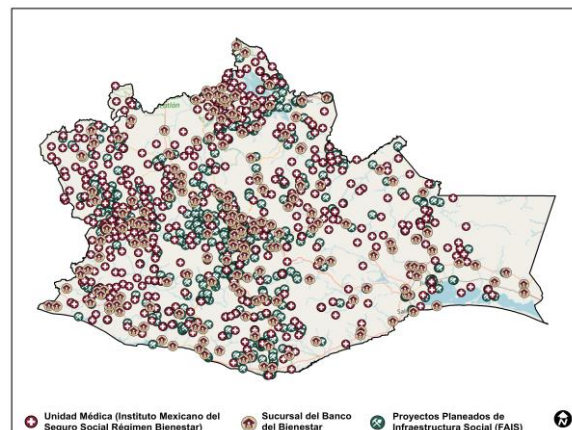 Unidad Médica (Instituto Mexicano del
Seguro Social Régimen Bienestar)
Sucursal del Banco
del Bienestar
Proyectos Planeados de
Infraestructura Social (FAIS)